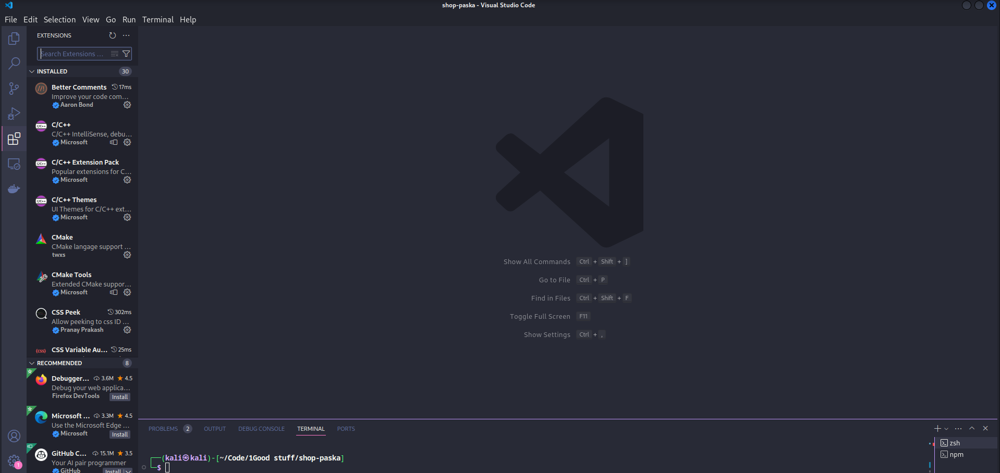 shop-paska - Visual Studio Code
File Edit Selection View Go Run Terminal Help
EXTENSIONS
Search Extensions ...
INSTALLED 30
Better Comments 17ms
Improve your code com...
Aaron Bond
C/C++
C/C++ IntelliSense, debu...
Microsoft
C/C++ Extension Pack
Popular extensions for C...
Microsoft
C/C++ Themes
UI Themes for C/C++ ext...
Microsoft
CMake
CMake langage support ...
twxs
CMake Tools
Extended CMake suppor...
Microsoft
CSS Peek 302ms
Allow peeking to css ID ...
Pranay Prakash
{css} CSS Variable Au... 25ms
RECOMMENDED 8
Debugger... 3.6M ★ 4.5
Debug your web applica...
Firefox DevTools Install
Microsoft ... 3.3M ★ 4.5
Use the Microsoft Edge ...
Microsoft Install
GitHub C... 15.1M ★ 3.5
Your AI pair programmer
GitHub Install
1
Show All Commands Ctrl + Shift + ]
Go to File Ctrl + P
Find in Files Ctrl + Shift + F
Toggle Full Screen F11
Show Settings Ctrl + ,
PROBLEMS 2 OUTPUT DEBUG CONSOLE TERMINAL PORTS
┌──(kali㉿kali)-[~/Code/1Good stuff/shop-paska]
└─$
zsh
npm